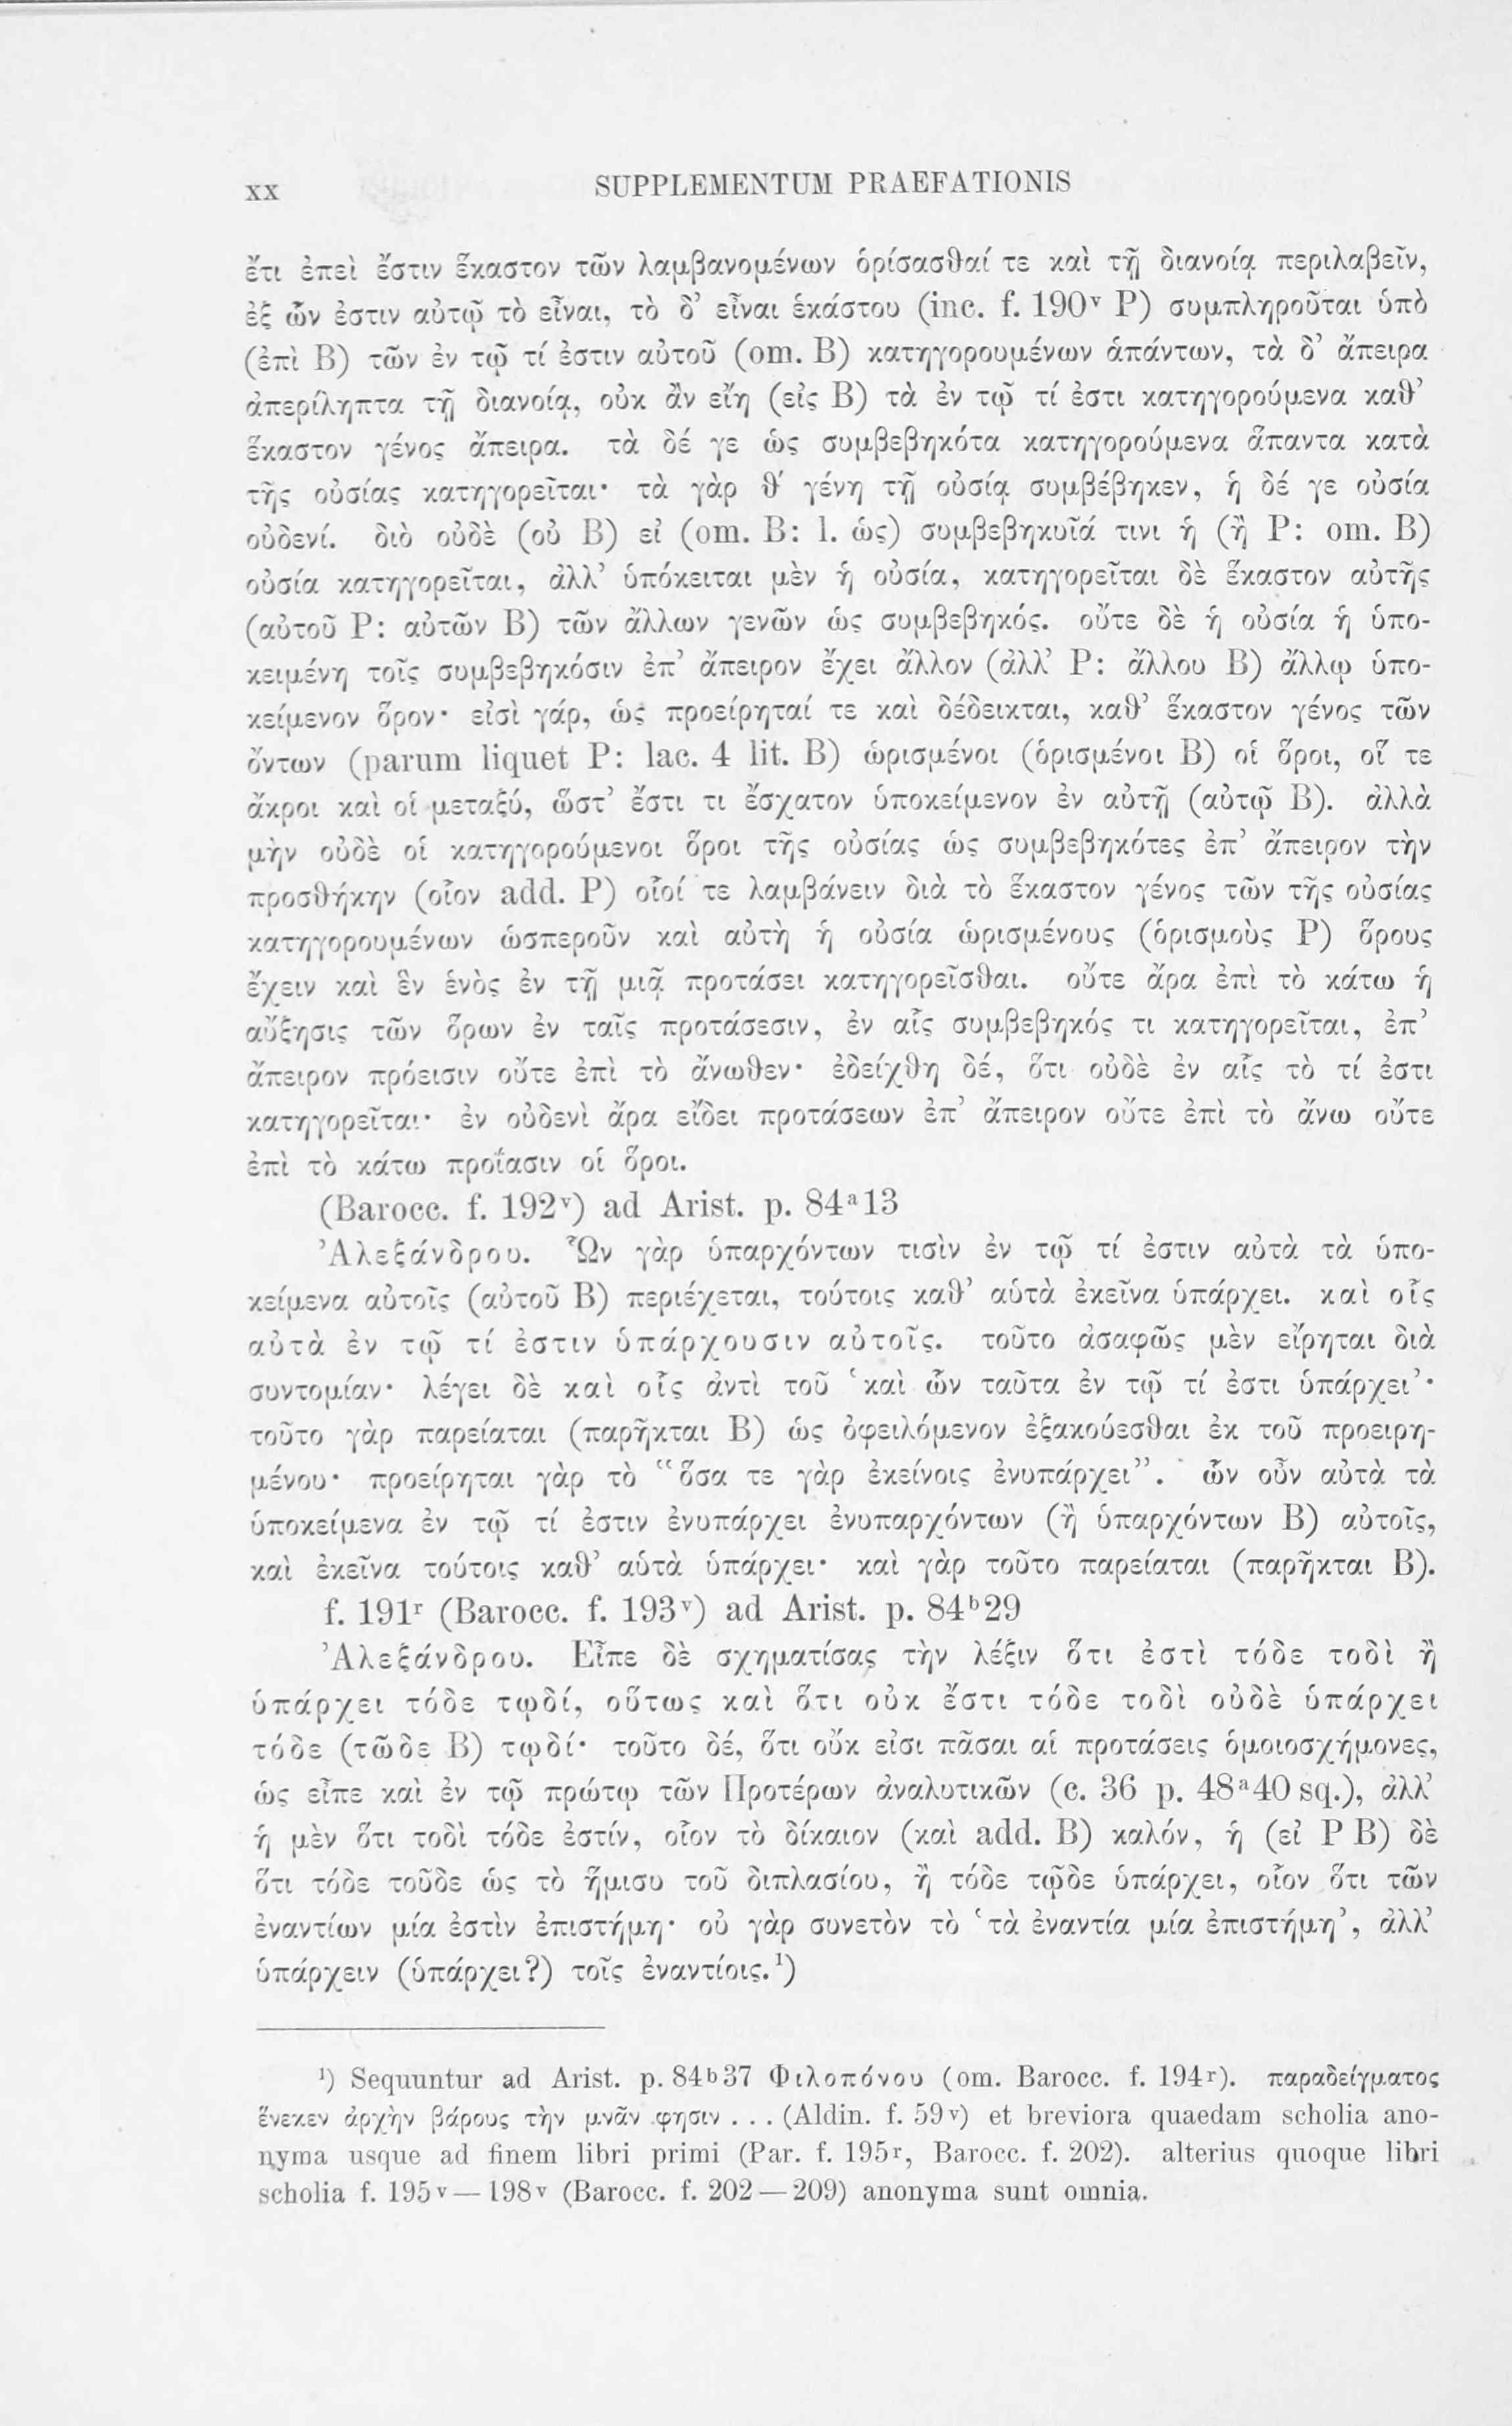 xx SUPPLEMENTUM PRAEFATIONIS
ἔτι ἐπεὶ ἔστιν ἕκαστον τῶν λαμβανομένων ὁρίσασθαί τε καὶ τῇ διανοίᾳ περιλαβεῖν,
ἐξ ὧν ἐστιν αὐτῷ τὸ εἶναι, τὸ δ’ εἶναι ἑκάστου (inc. f. 190ᵛ P) συμπληροῦται ὑπὸ
(ἐπὶ B) τῶν ἐν τῷ τί ἐστιν αὐτοῦ (om. B) κατηγορουμένων ἁπάντων, τὰ δ’ ἄπειρα
ἀπερίληπτα τῇ διανοίᾳ, οὐκ ἂν εἴη (εἰς B) τὰ ἐν τῷ τί ἐστι κατηγορούμενα καθ’
ἕκαστον γένος ἄπειρα. τὰ δέ γε ὡς συμβεβηκότα κατηγορούμενα ἅπαντα κατὰ
τῆς οὐσίας κατηγορεῖται· τὰ γὰρ θ′ γένη τῇ οὐσίᾳ συμβέβηκεν, ἡ δέ γε οὐσία
οὐδενί. διὸ οὐδὲ (οὐ B) εἰ (om. B: l. ὡς) συμβεβηκυῖά τινι ἡ (ἢ P: om. B)
οὐσία κατηγορεῖται, ἀλλ’ ὑπόκειται μὲν ἡ οὐσία, κατηγορεῖται δὲ ἕκαστον αὐτῆς
(αὐτοῦ P: αὐτῶν B) τῶν ἄλλων γενῶν ὡς συμβεβηκός. οὔτε δὲ ἡ οὐσία ἡ ὑπο-
κειμένη τοῖς συμβεβηκόσιν ἐπ’ ἄπειρον ἔχει ἄλλον (ἀλλ’ P: ἄλλου B) ἄλλῳ ὑπο-
κείμενον ὅρον· εἰσὶ γάρ, ὡς προείρηταί τε καὶ δέδεικται, καθ’ ἕκαστον γένος τῶν
ὄντων (parum liquet P: lac. 4 lit. B) ὡρισμένοι (ὁρισμένοι B) οἱ ὅροι, οἵ τε
ἄκροι καὶ οἱ μεταξύ, ὥστ’ ἔστι τι ἔσχατον ὑποκείμενον ἐν αὐτῇ (αὐτῷ B). ἀλλὰ
μὴν οὐδὲ οἱ κατηγορούμενοι ὅροι τῆς οὐσίας ὡς συμβεβηκότες ἐπ’ ἄπειρον τὴν
προσθήκην (οἷον add. P) οἷοί τε λαμβάνειν διὰ τὸ ἕκαστον γένος τῶν τῆς οὐσίας
κατηγορουμένων ὡσπεροῦν καὶ αὐτὴ ἡ οὐσία ὡρισμένους (ὁρισμοὺς P) ὅρους
ἔχειν καὶ ἓν ἑνὸς ἐν τῇ μιᾷ προτάσει κατηγορεῖσθαι. οὔτε ἄρα ἐπὶ τὸ κάτω ἡ
αὔξησις τῶν ὅρων ἐν ταῖς προτάσεσιν, ἐν αἷς συμβεβηκός τι κατηγορεῖται, ἐπ’
ἄπειρον πρόεισιν οὔτε ἐπὶ τὸ ἄνωθεν· ἐδείχθη δέ, ὅτι οὐδὲ ἐν αἷς τὸ τί ἐστι
κατηγορεῖται· ἐν οὐδενὶ ἄρα εἴδει προτάσεων ἐπ’ ἄπειρον οὔτε ἐπὶ τὸ ἄνω οὔτε
ἐπὶ τὸ κάτω προΐασιν οἱ ὅροι.
(Barocc. f. 192ᵛ) ad Arist. p. 84ᵃ13
Ἀλεξάνδρου. Ὧν γὰρ ὑπαρχόντων τισὶν ἐν τῷ τί ἐστιν αὐτὰ τὰ ὑπο-
κείμενα αὐτοῖς (αὐτοῦ B) περιέχεται, τούτοις καθ’ αὑτὰ ἐκεῖνα ὑπάρχει. καὶ οἷς
αὐτὰ ἐν τῷ τί ἐστιν ὑπάρχουσιν αὐτοῖς. τοῦτο ἀσαφῶς μὲν εἴρηται διὰ
συντομίαν· λέγει δὲ καὶ οἷς ἀντὶ τοῦ ‘καὶ ὧν ταῦτα ἐν τῷ τί ἐστι ὑπάρχει’·
τοῦτο γὰρ παρείαται (παρῆκται B) ὡς ὀφειλόμενον ἐξακούεσθαι ἐκ τοῦ προειρη-
μένου· προείρηται γὰρ τὸ “ὅσα τε γὰρ ἐκείνοις ἐνυπάρχει”. ὧν οὖν αὐτὰ τὰ
ὑποκείμενα ἐν τῷ τί ἐστιν ἐνυπάρχει ἐνυπαρχόντων (ἢ ὑπαρχόντων B) αὐτοῖς,
καὶ ἐκεῖνα τούτοις καθ’ αὑτὰ ὑπάρχει· καὶ γὰρ τοῦτο παρείαται (παρῆκται B).
f. 191ʳ (Barocc. f. 193ᵛ) ad Arist. p. 84ᵇ29
Ἀλεξάνδρου. Εἶπε δὲ σχηματίσας τὴν λέξιν ὅτι ἐστὶ τόδε τοδὶ ἢ
ὑπάρχει τόδε τῳδί, οὕτως καὶ ὅτι οὐκ ἔστι τόδε τοδὶ οὐδὲ ὑπάρχει
τόδε (τῶδε B) τῳδί· τοῦτο δέ, ὅτι οὔκ εἰσι πᾶσαι αἱ προτάσεις ὁμοιοσχήμονες,
ὡς εἶπε καὶ ἐν τῷ πρώτῳ τῶν Προτέρων ἀναλυτικῶν (c. 36 p. 48ᵃ40 sq.), ἀλλ’
ἡ μὲν ὅτι τοδὶ τόδε ἐστίν, οἷον τὸ δίκαιον (καὶ add. B) καλόν, ἡ (εἰ P B) δὲ
ὅτι τόδε τοῦδε ὡς τὸ ἥμισυ τοῦ διπλασίου, ἢ τόδε τῷδε ὑπάρχει, οἷον ὅτι τῶν
ἐναντίων μία ἐστὶν ἐπιστήμη· οὐ γὰρ συνετὸν τὸ ‘τὰ ἐναντία μία ἐπιστήμη’, ἀλλ’
ὑπάρχειν (ὑπάρχει?) τοῖς ἐναντίοις.¹)
¹) Sequuntur ad Arist. p. 84ᵇ37 Φιλοπόνου (om. Barocc. f. 194ʳ). παραδείγματος
ἕνεκεν ἀρχὴν βάρους τὴν μνᾶν φησιν . . . (Aldin. f. 59ᵛ) et breviora quaedam scholia ano-
nyma usque ad finem libri primi (Par. f. 195ʳ, Barocc. f. 202). alterius quoque libri
scholia f. 195ᵛ—198ᵛ (Barocc. f. 202—209) anonyma sunt omnia.